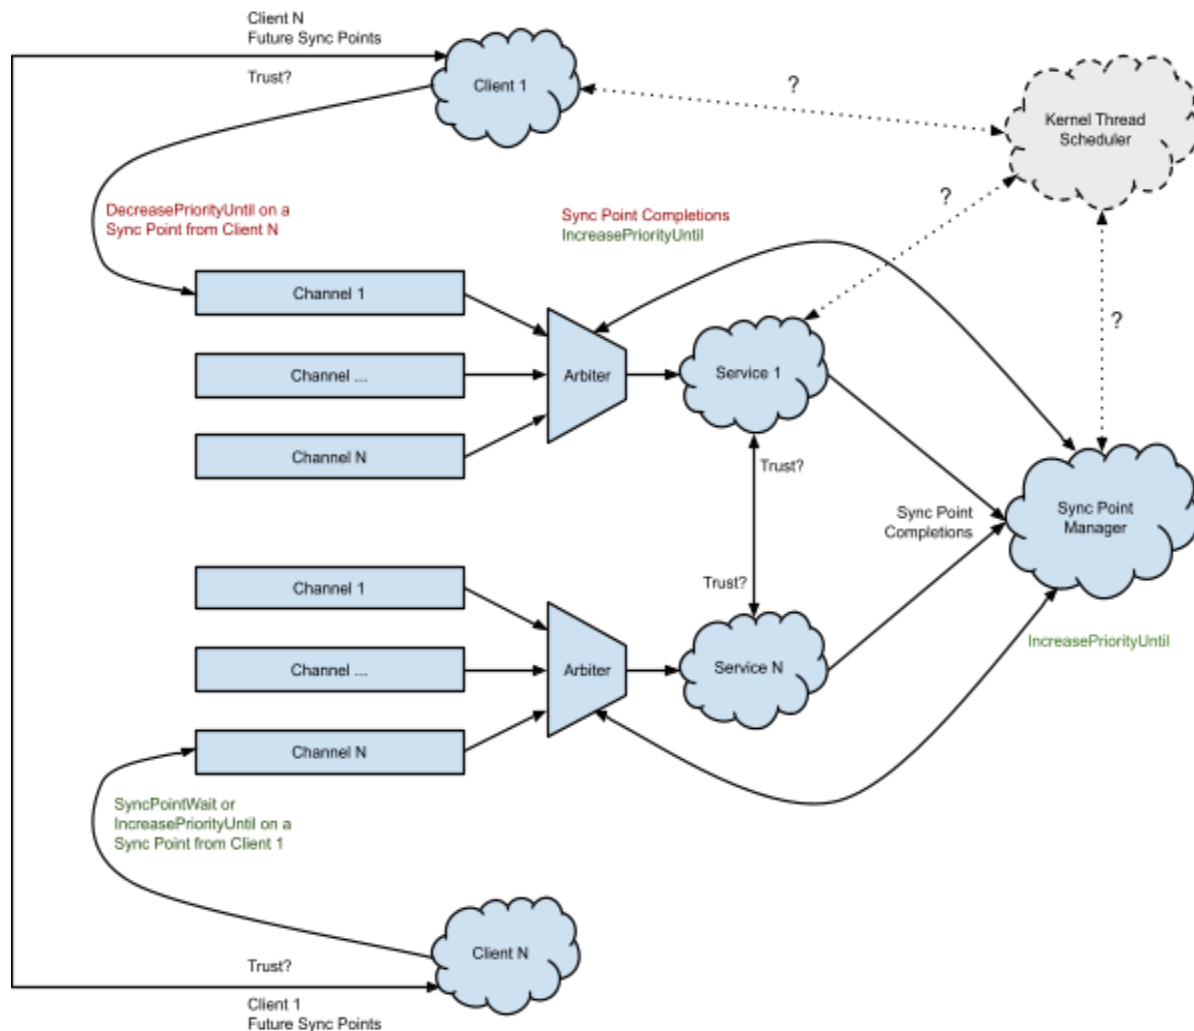 Client N
Future Sync Points
Trust?
Client 1
?
Kernel Thread
Scheduler
DecreasePriorityUntil on a
Sync Point from Client N
Sync Point Completions
IncreasePriorityUntil
?
Channel 1
?
Channel ...
Arbiter
Service 1
Channel N
Trust?
Sync Point
Completions
Sync Point
Manager
Channel 1
Trust?
Channel ...
Arbiter
Service N
IncreasePriorityUntil
Channel N
SyncPointWait or
IncreasePriorityUntil on a
Sync Point from Client 1
Client N
Trust?
Client 1
Future Sync Points